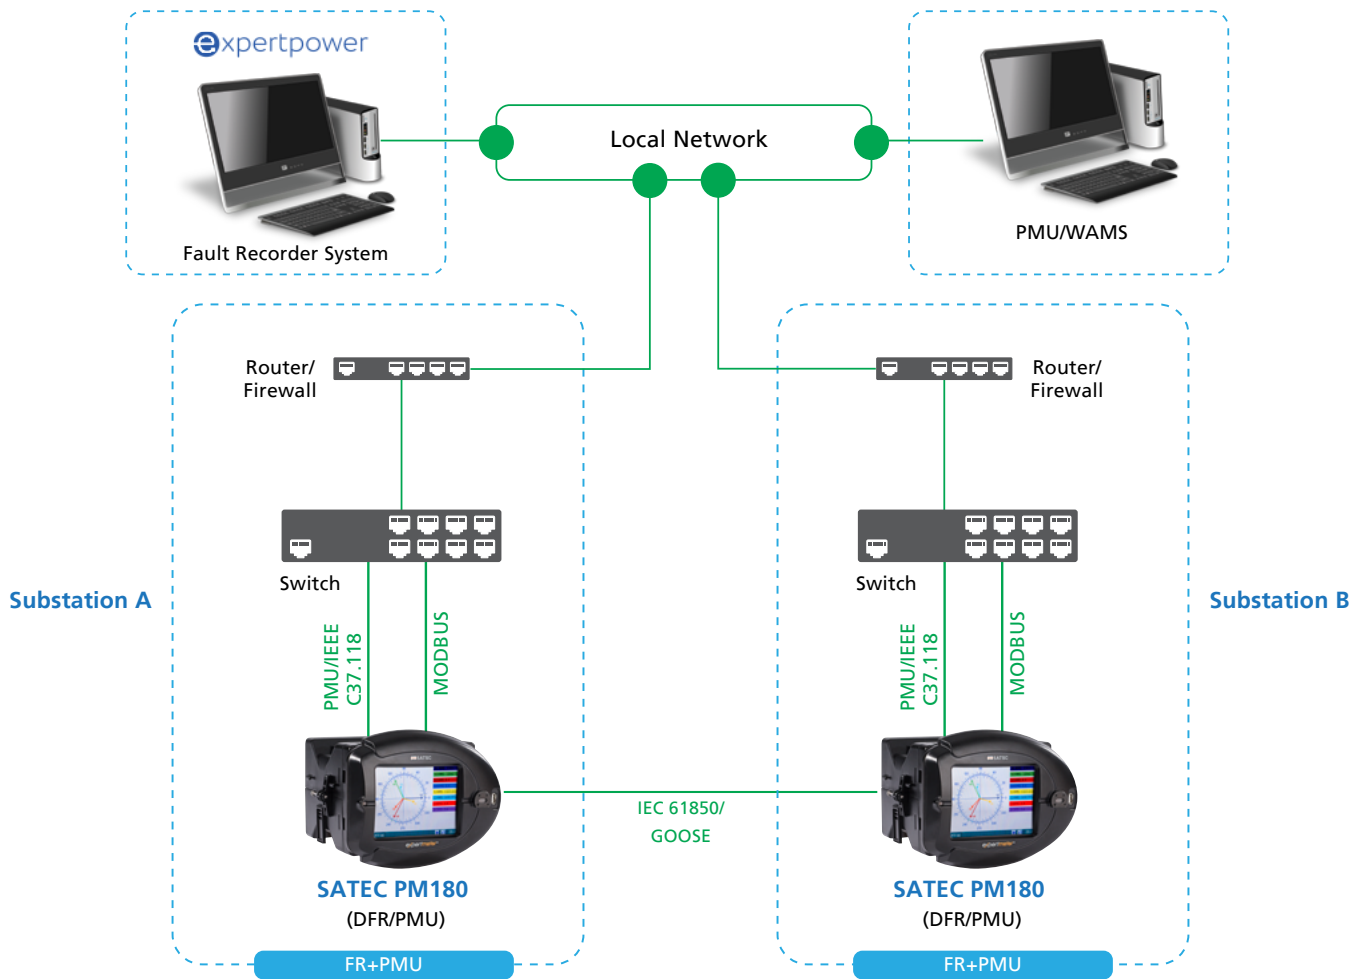 expertpower
Fault Recorder System
Local Network
PMU/WAMS
Router/
Firewall
Router/
Firewall
Switch
Switch
Substation A
Substation B
PMU/IEEE
C37.118
MODBUS
PMU/IEEE
C37.118
MODBUS
SATEC
SATEC
IEC 61850/
GOOSE
SATEC PM180
(DFR/PMU)
SATEC PM180
(DFR/PMU)
FR+PMU
FR+PMU